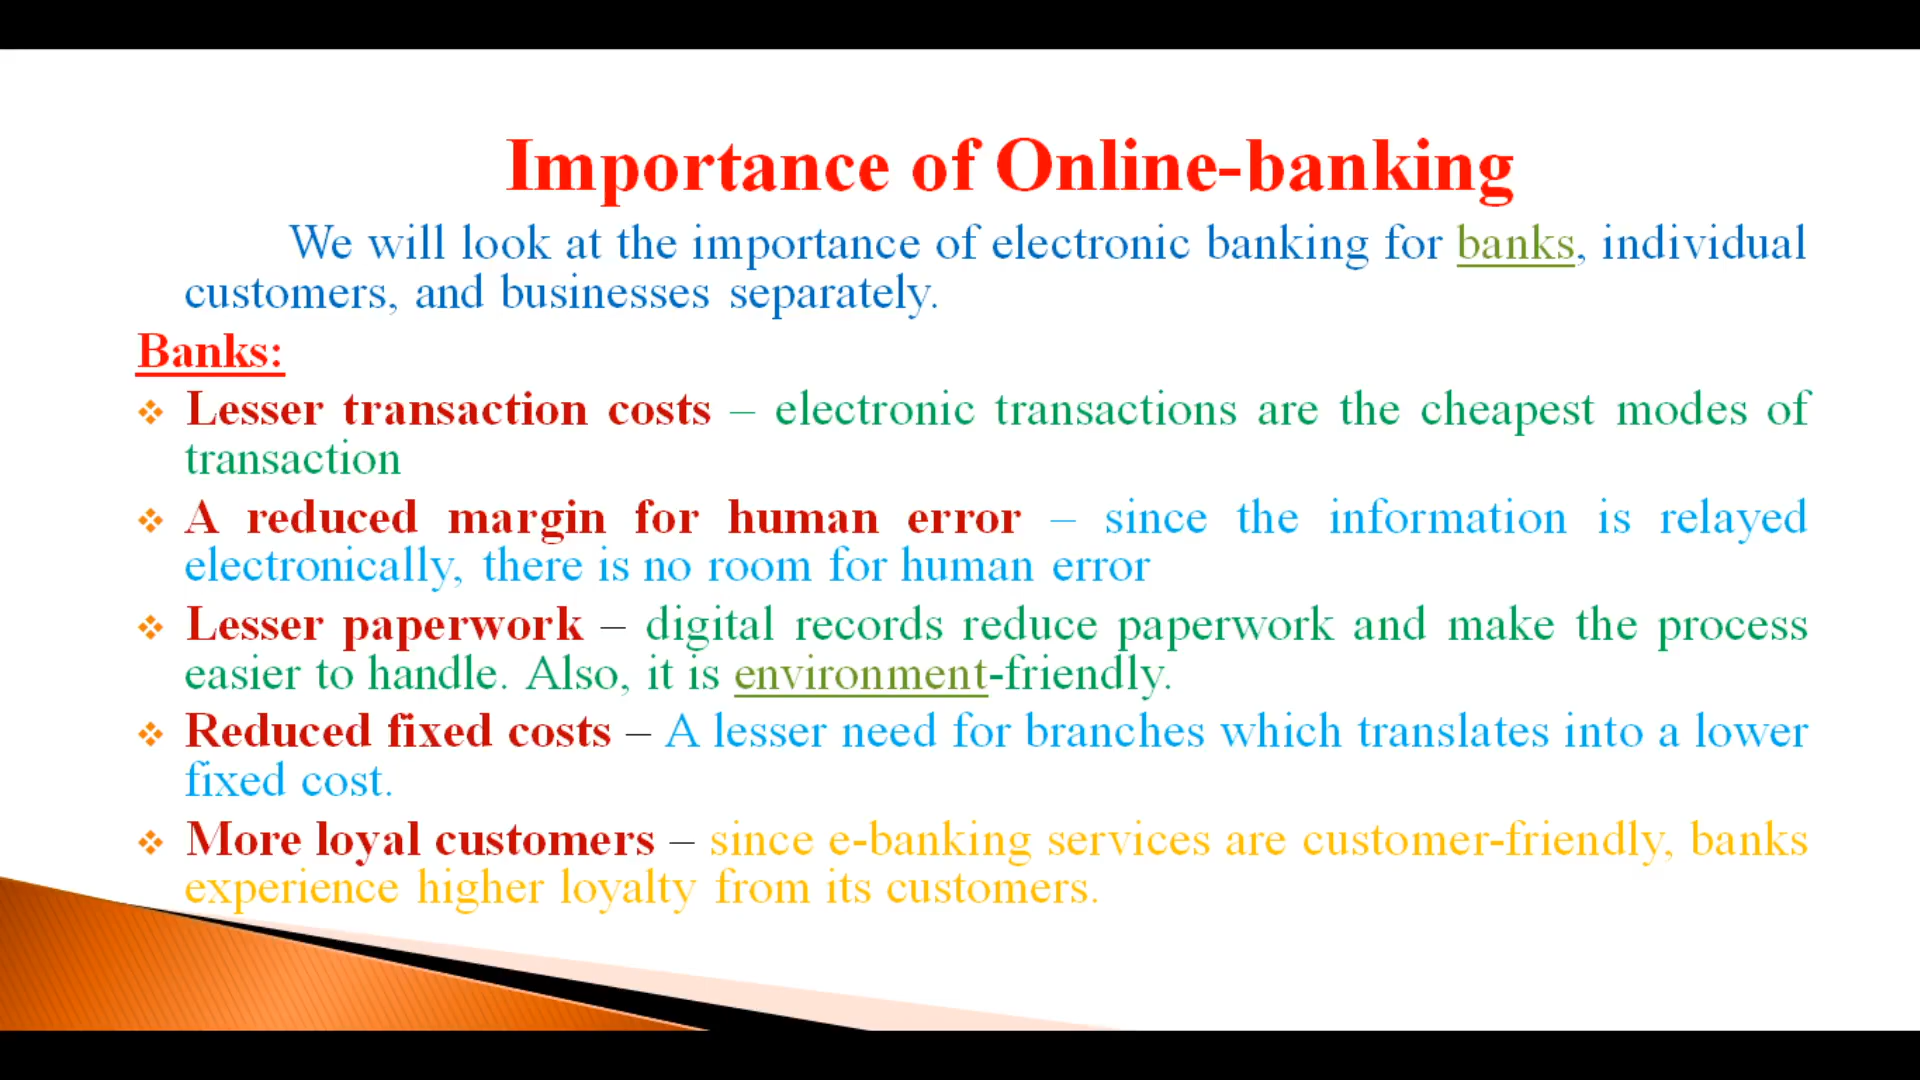 Importance of Online-banking
We will look at the importance of electronic banking for banks, individual
customers, and businesses separately.
Banks:
❖ Lesser transaction costs – electronic transactions are the cheapest modes of
transaction
❖ A reduced margin for human error – since the information is relayed
electronically, there is no room for human error
❖ Lesser paperwork – digital records reduce paperwork and make the process
easier to handle. Also, it is environment-friendly.
❖ Reduced fixed costs – A lesser need for branches which translates into a lower
fixed cost.
❖ More loyal customers – since e-banking services are customer-friendly, banks
experience higher loyalty from its customers.